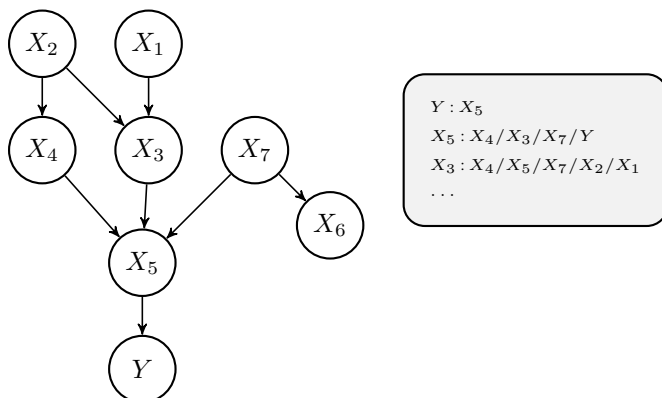 X₂ X₁
X₄ X₃ X₇
X₆
X₅
Y
Y : X₅
X₅ : X₄/X₃/X₇/Y
X₃ : X₄/X₅/X₇/X₂/X₁
. . .